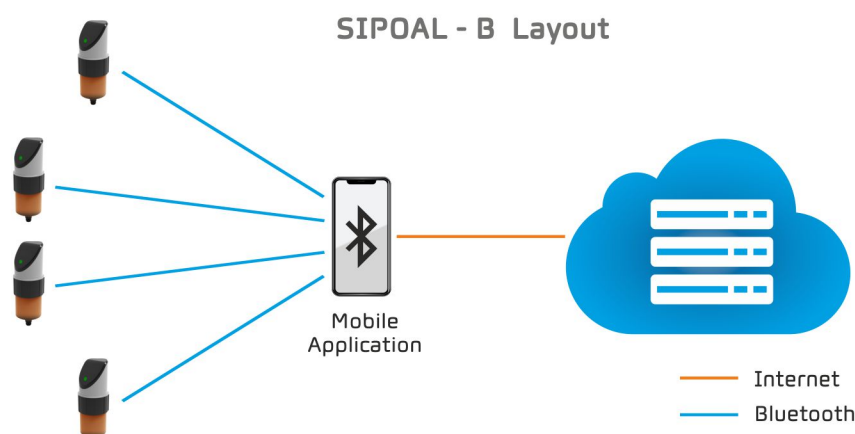 SIPOAL - B Layout
Mobile
Application
Internet
Bluetooth